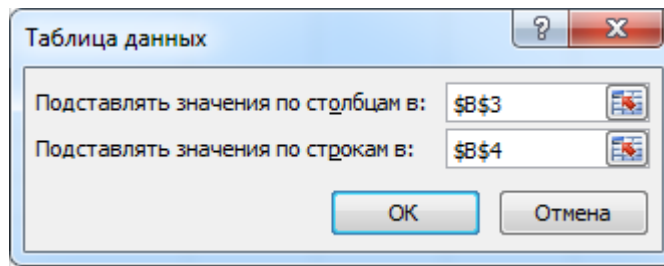 Таблица данных
Подставлять значения по столбцам в: $B$3
Подставлять значения по строкам в: $B$4
ОК Отмена